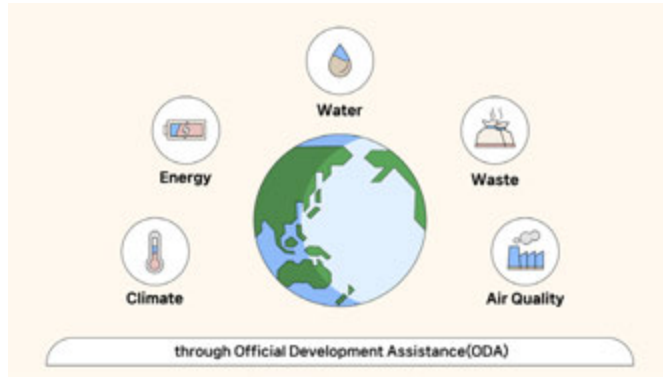 Water
Energy
Waste
Climate
Air Quality
through Official Development Assistance(ODA)